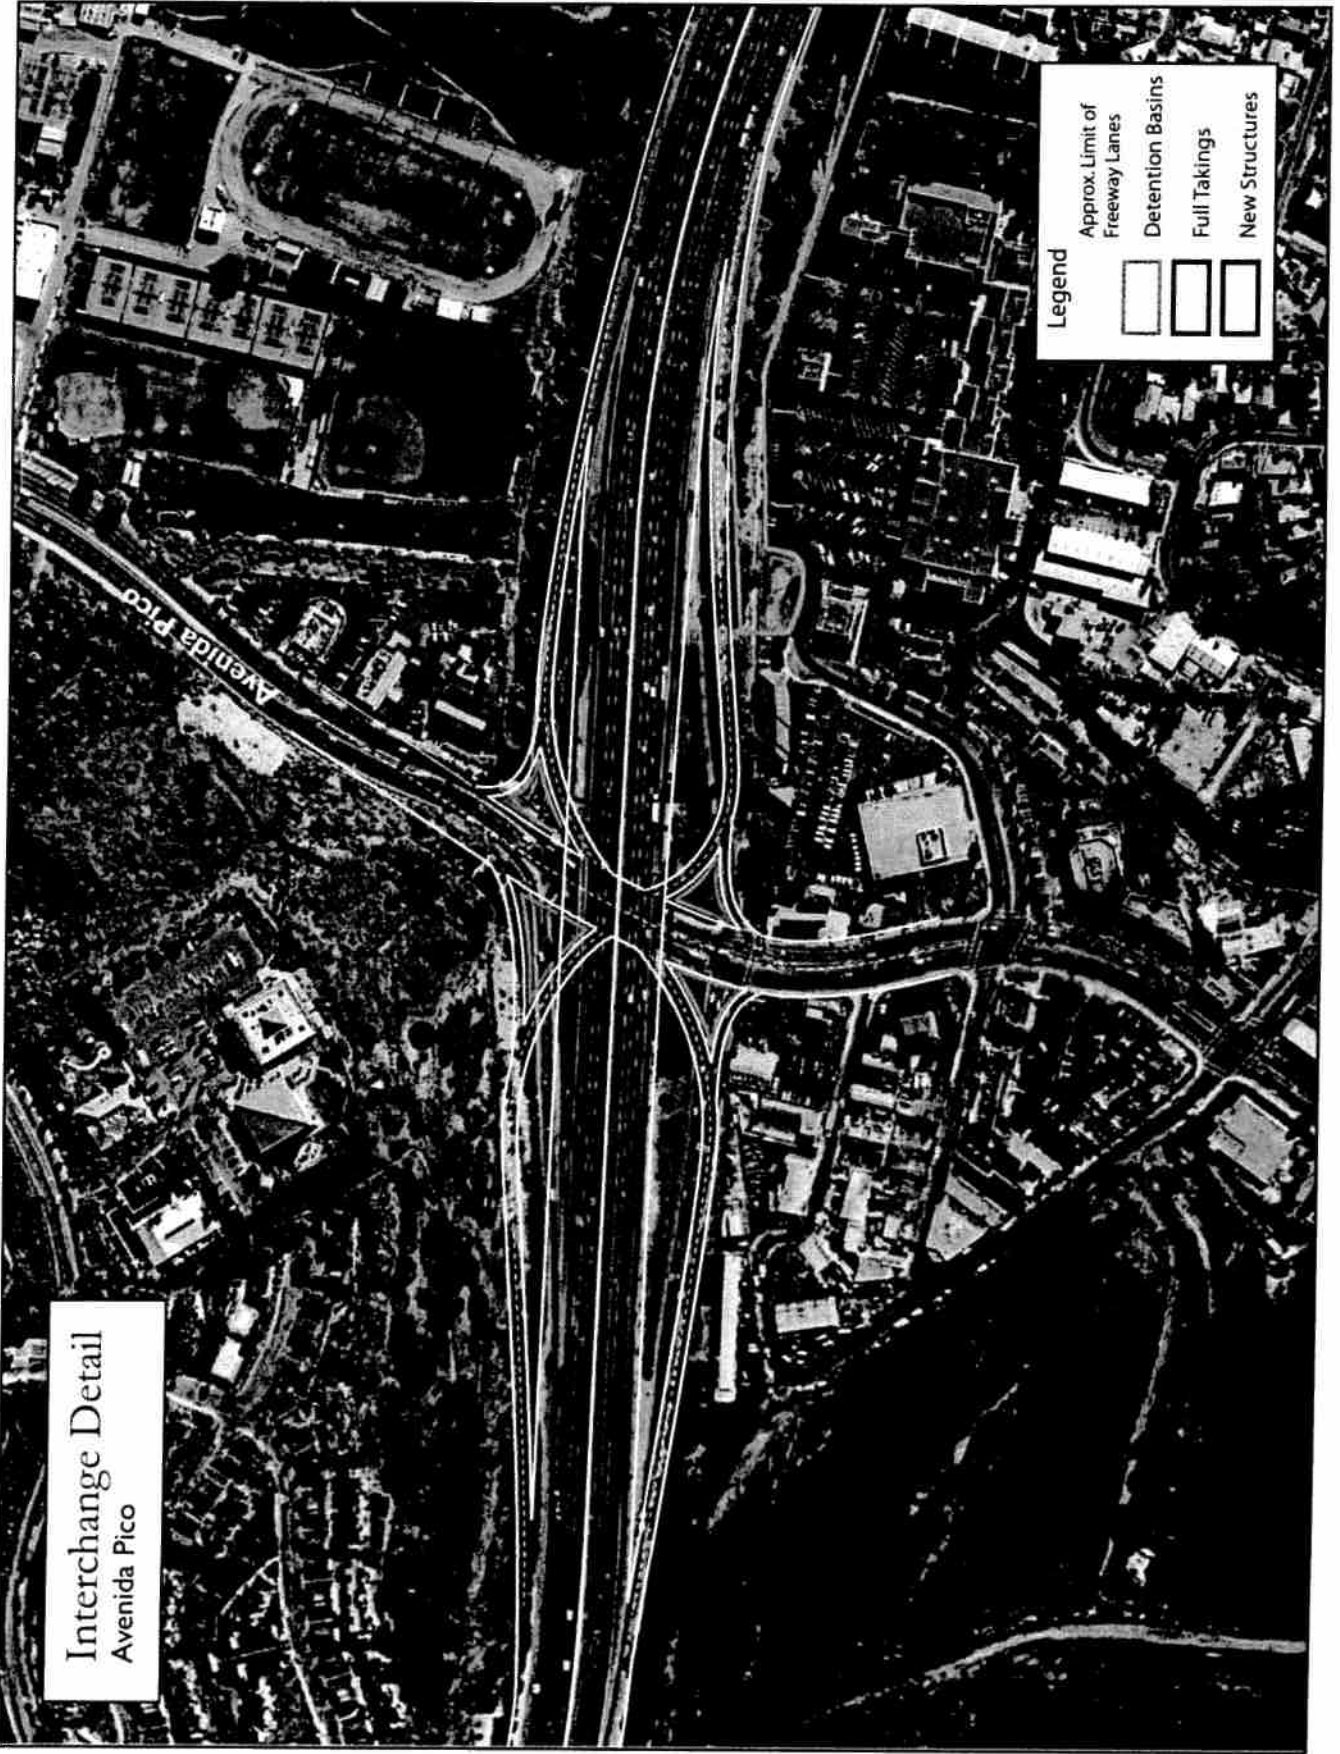 Interchange Detail
Avenida Pico
Avenida Pico
Legend
Approx. Limit of
Freeway Lanes
Detention Basins
Full Takings
New Structures